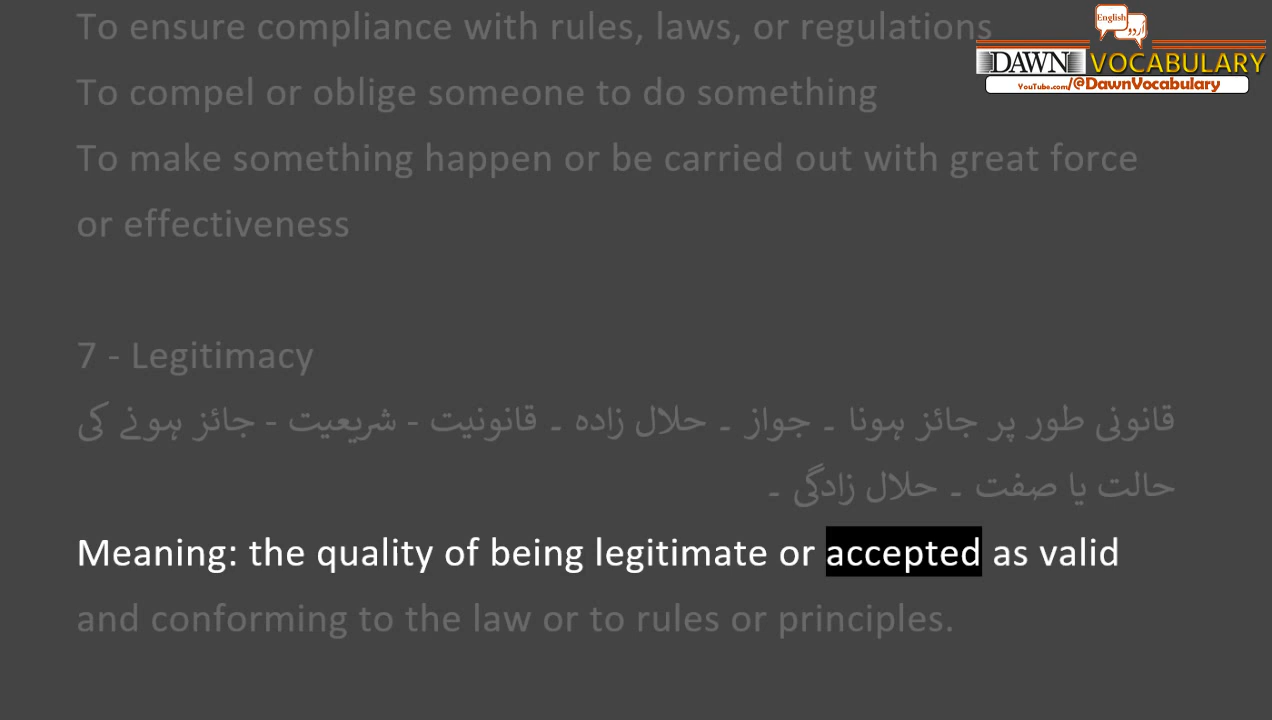 To ensure compliance with rules, laws, or regulations
English
اردو
DAWN VOCABULARY
YouTube.com/@DawnVocabulary
To compel or oblige someone to do something
To make something happen or be carried out with great force
or effectiveness
7 - Legitimacy
قانونی طور پر جائز ہونا ۔ جواز ۔ حلال زادہ ۔ قانونیت - شریعیت - جائز ہونے کی
حالت یا صفت ۔ حلال زادگی ۔
Meaning: the quality of being legitimate or accepted as valid
and conforming to the law or to rules or principles.